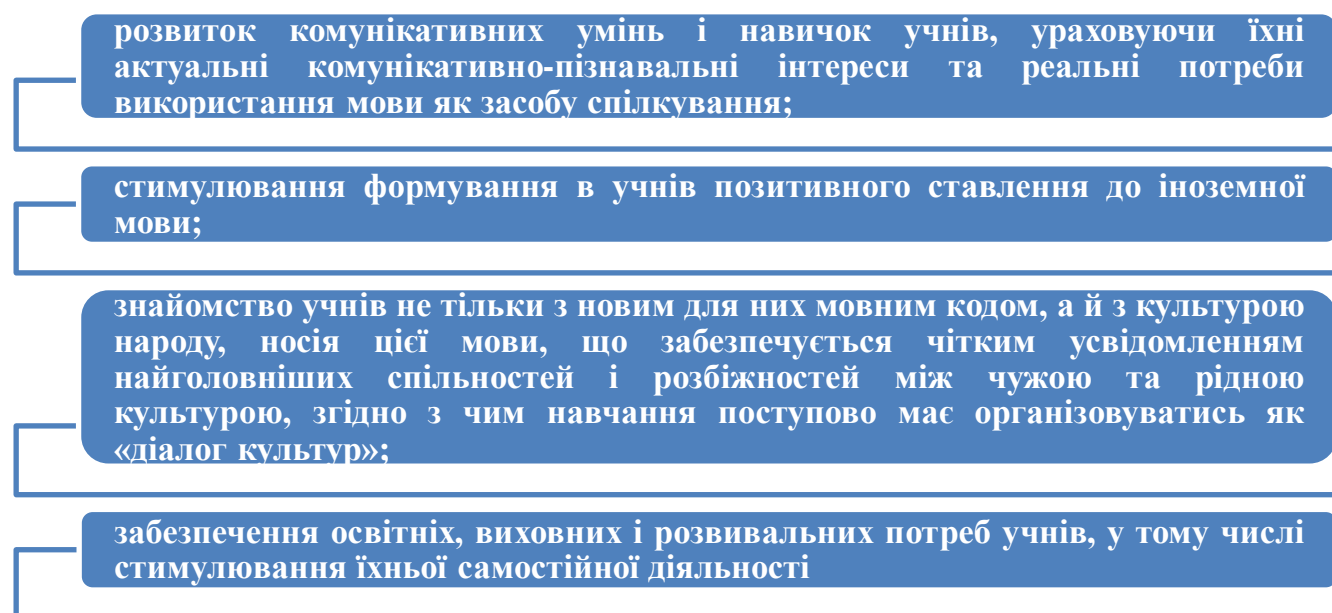 розвиток комунікативних умінь і навичок учнів, ураховуючи їхні
актуальні комунікативно-пізнавальні інтереси та реальні потреби
використання мови як засобу спілкування;
стимулювання формування в учнів позитивного ставлення до іноземної
мови;
знайомство учнів не тільки з новим для них мовним кодом, а й з культурою
народу, носія цієї мови, що забезпечується чітким усвідомленням
найголовніших спільностей і розбіжностей між чужою та рідною
культурою, згідно з чим навчання поступово має організовуватись як
«діалог культур»;
забезпечення освітніх, виховних і розвивальних потреб учнів, у тому числі
стимулювання їхньої самостійної діяльності